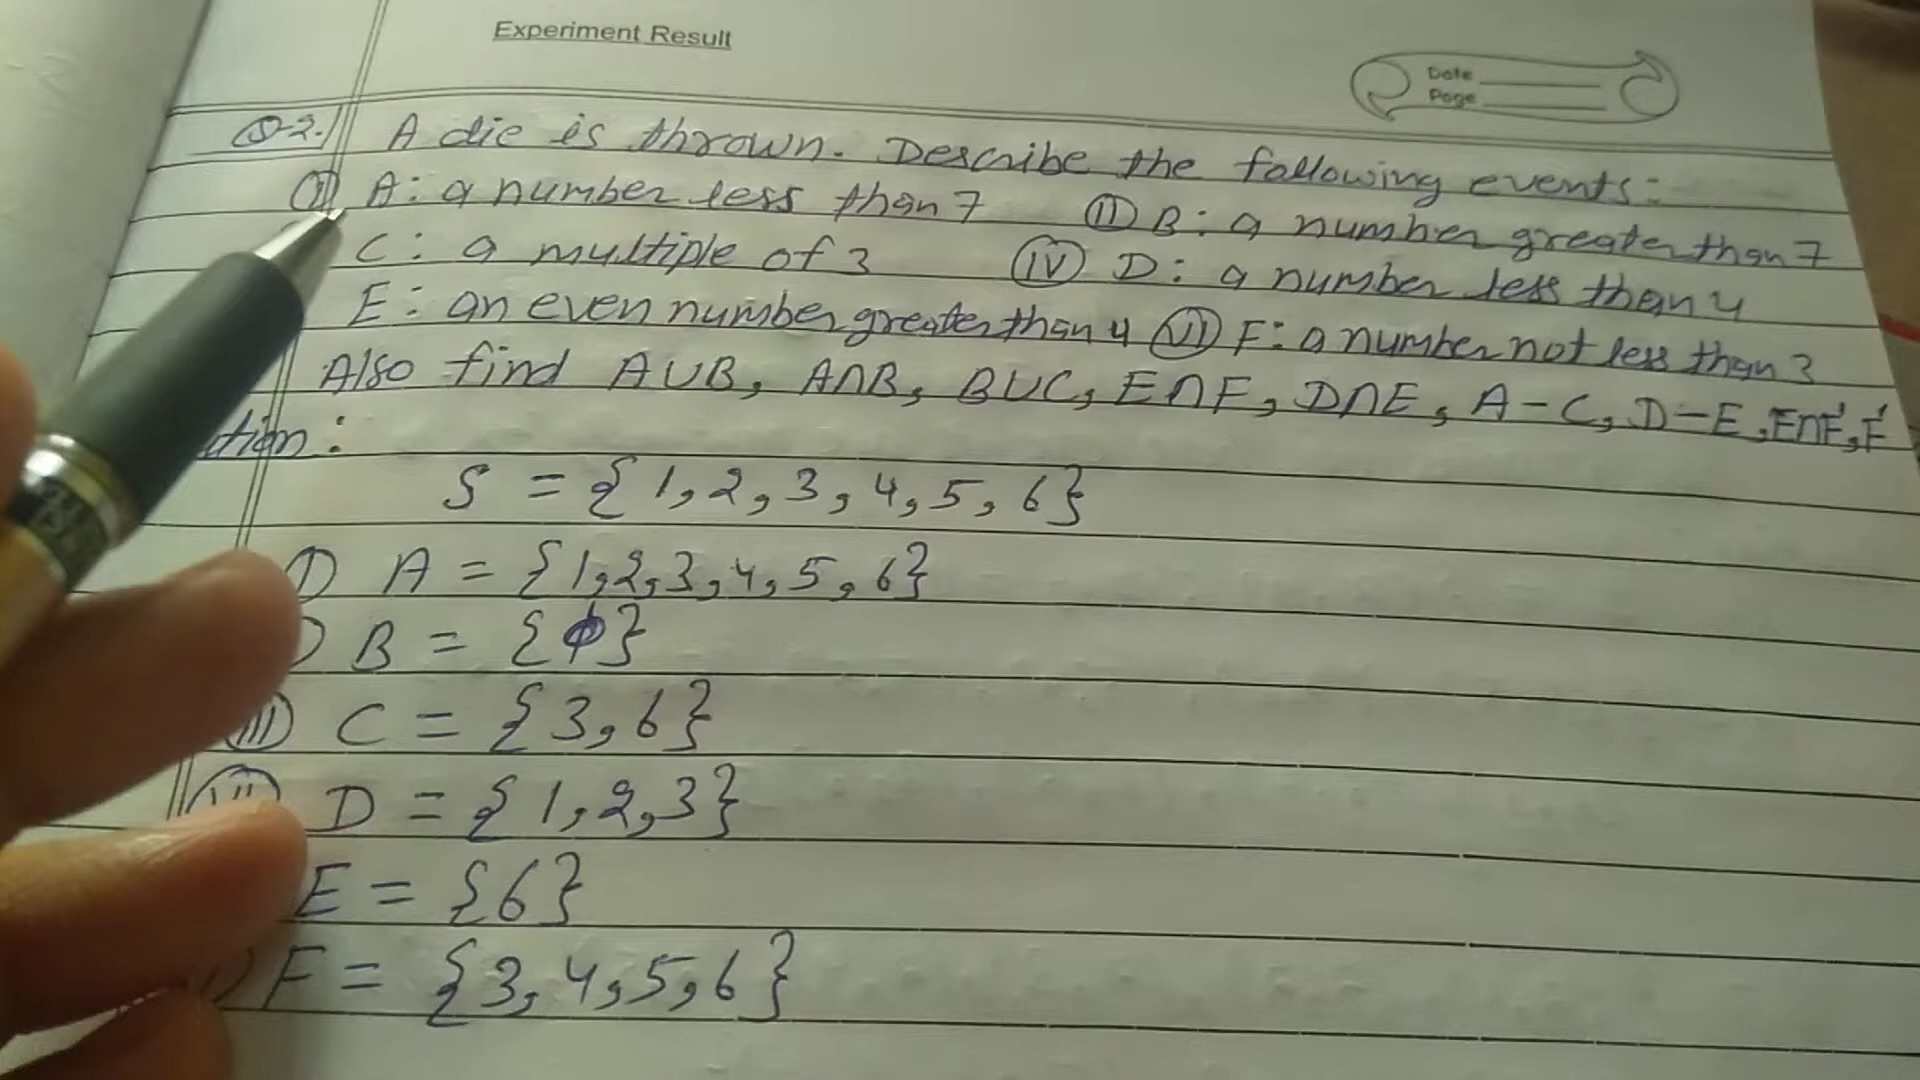 Experiment Result
Date
Page
Q-2. A die is thrown. Describe the following events:
(I) A: a number less than 7 (II) B: a number greater than 7
C: a multiple of 3 (IV) D: a number less than 4
E: an even number greater than 4 (VI) F: a number not less than 3
Also find A∪B, A∩B, B∪C, E∩F, D∩E, A-C, D-E, E∩F', F'
ution:
S = {1,2,3,4,5,6}
(I) A = {1,2,3,4,5,6}
) B = {ϕ}
(III) C = {3,6}
D = {1,2,3}
E = {6}
) F = {3,4,5,6}